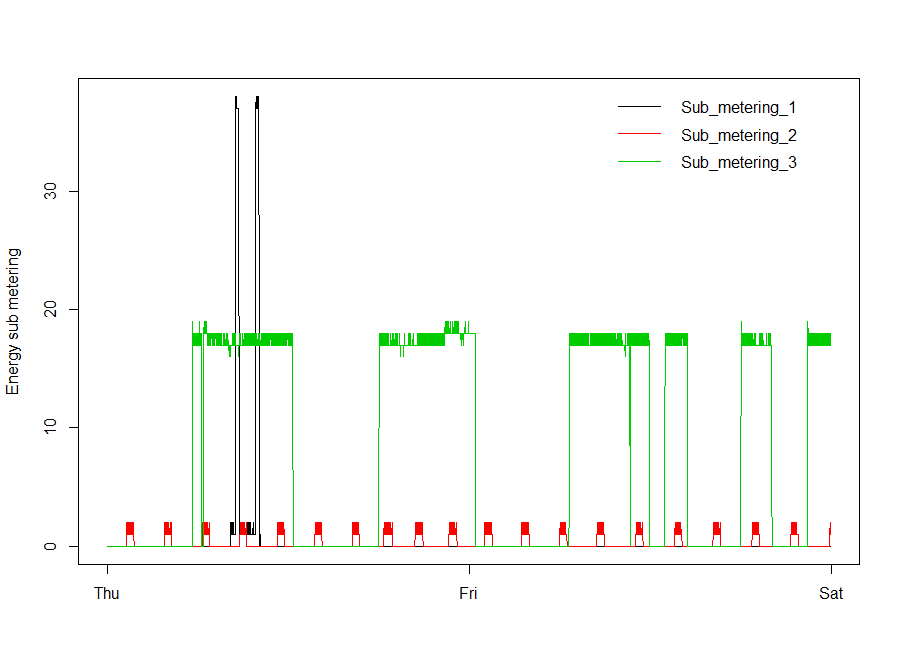 Sub_metering_1
Sub_metering_2
Sub_metering_3
Energy sub metering
30
20
10
0
Thu Fri Sat